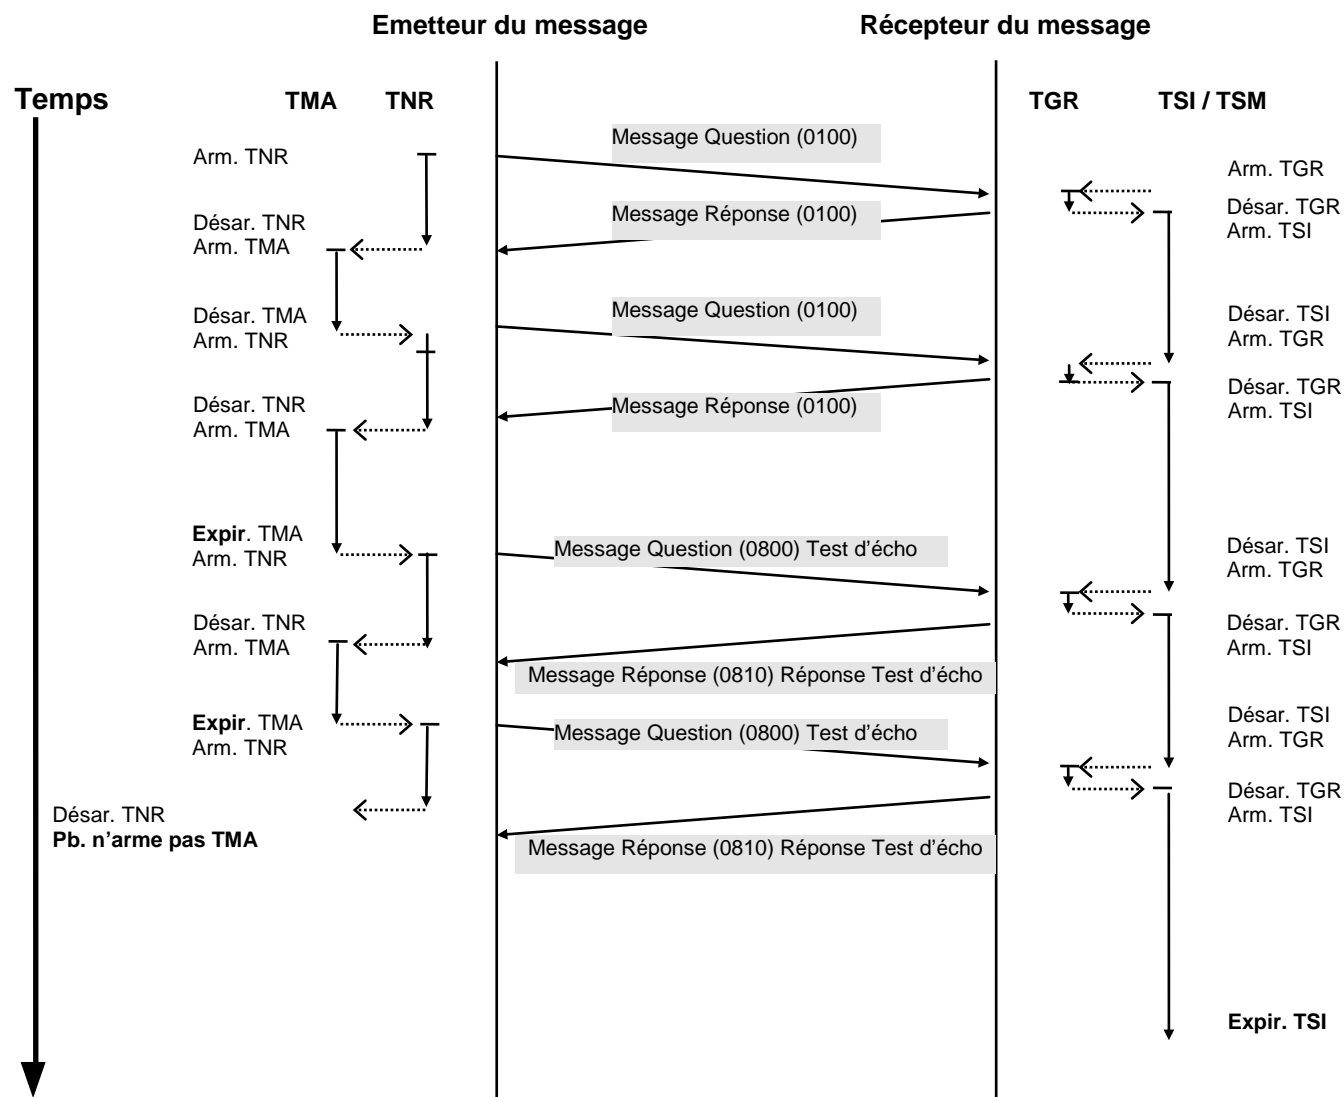 Emetteur du message
Récepteur du message
Temps
TMA
TNR
TGR
TSI / TSM
Message Question (0100)
Arm. TNR
Arm. TGR
Message Réponse (0100)
Désar. TNR
Arm. TMA
Désar. TGR
Arm. TSI
Message Question (0100)
Désar. TMA
Arm. TNR
Désar. TSI
Arm. TGR
Message Réponse (0100)
Désar. TNR
Arm. TMA
Désar. TGR
Arm. TSI
Expir. TMA
Arm. TNR
Message Question (0800) Test d'écho
Désar. TSI
Arm. TGR
Désar. TNR
Arm. TMA
Désar. TGR
Arm. TSI
Message Réponse (0810) Réponse Test d'écho
Expir. TMA
Arm. TNR
Message Question (0800) Test d'écho
Désar. TSI
Arm. TGR
Désar. TNR
Pb. n'arme pas TMA
Désar. TGR
Arm. TSI
Message Réponse (0810) Réponse Test d'écho
Expir. TSI